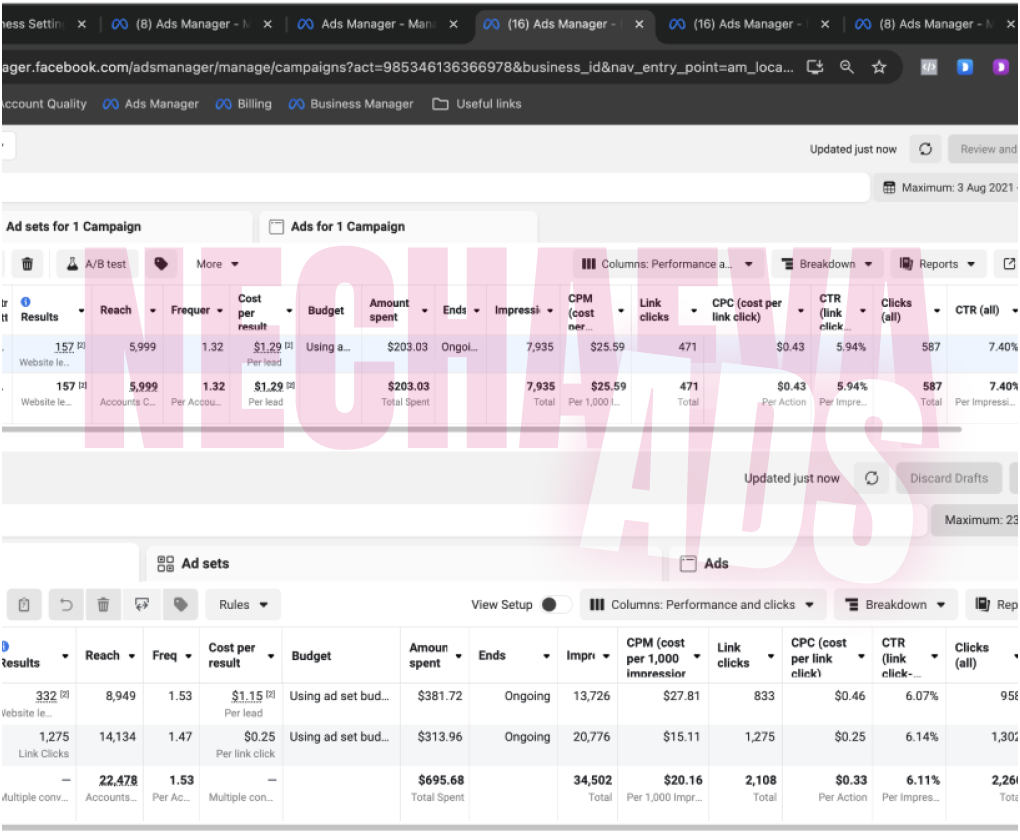 ness Settin
(8) Ads Manager - M
Ads Manager - Mana
(16) Ads Manager -
(16) Ads Manager -
(8) Ads Manager - M
ager.facebook.com/adsmanager/manage/campaigns?act=985346136366978&business_id&nav_entry_point=am_loca...
Account Quality Ads Manager Billing Business Manager Useful links
Updated just now Review and
Maximum: 3 Aug 2021 -
Ad sets for 1 Campaign Ads for 1 Campaign
A/B test More Columns: Performance a... Breakdown Reports
Results Reach Frequer Cost per result Budget Amount spent Ends Impressi CPM (cost per... Link clicks CPC (cost per link click) CTR (link click... Clicks (all) CTR (all)
157 [2] 5,999 1.32 $1.29 [2] Using a... $203.03 Ongoi... 7,935 $25.59 471 $0.43 5.94% 587 7.40%
Website le... Per lead
157 [2] 5,999 1.32 $1.29 [2] $203.03 7,935 $25.59 471 $0.43 5.94% 587 7.40%
Website le... Accounts C... Per Accou... Per lead Total Spent Total Per 1,000 I... Total Per Action Per Impre... Total Per Impressi...
NECHAEVA
ADS
Updated just now Discard Drafts
Maximum: 23
Ad sets Ads
Rules View Setup Columns: Performance and clicks Breakdown Rep
Results Reach Freq Cost per result Budget Amoun spent Ends Impr CPM (cost per 1,000 impression Link clicks CPC (cost per link click) CTR (link click-... Clicks (all)
332 [2] 8,949 1.53 $1.15 [2] Using ad set bud... $381.72 Ongoing 13,726 $27.81 833 $0.46 6.07% 958
Website le... Per lead
1,275 14,134 1.47 $0.25 Using ad set bud... $313.96 Ongoing 20,776 $15.11 1,275 $0.25 6.14% 1,302
Link Clicks Per link click
— 22,478 1.53 — $695.68 34,502 $20.16 2,108 $0.33 6.11% 2,260
Multiple conv... Accounts... Per Ac... Multiple con... Total Spent Total Per 1,000 Impr... Total Per Action Per Impres... Tota